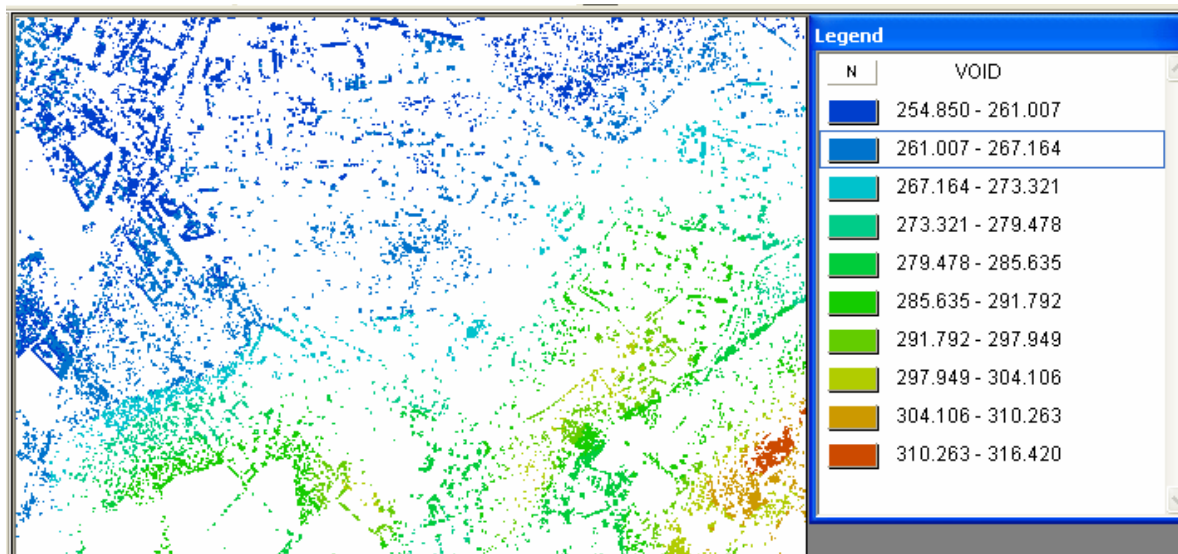 Legend
N VOID
254.850 - 261.007
261.007 - 267.164
267.164 - 273.321
273.321 - 279.478
279.478 - 285.635
285.635 - 291.792
291.792 - 297.949
297.949 - 304.106
304.106 - 310.263
310.263 - 316.420